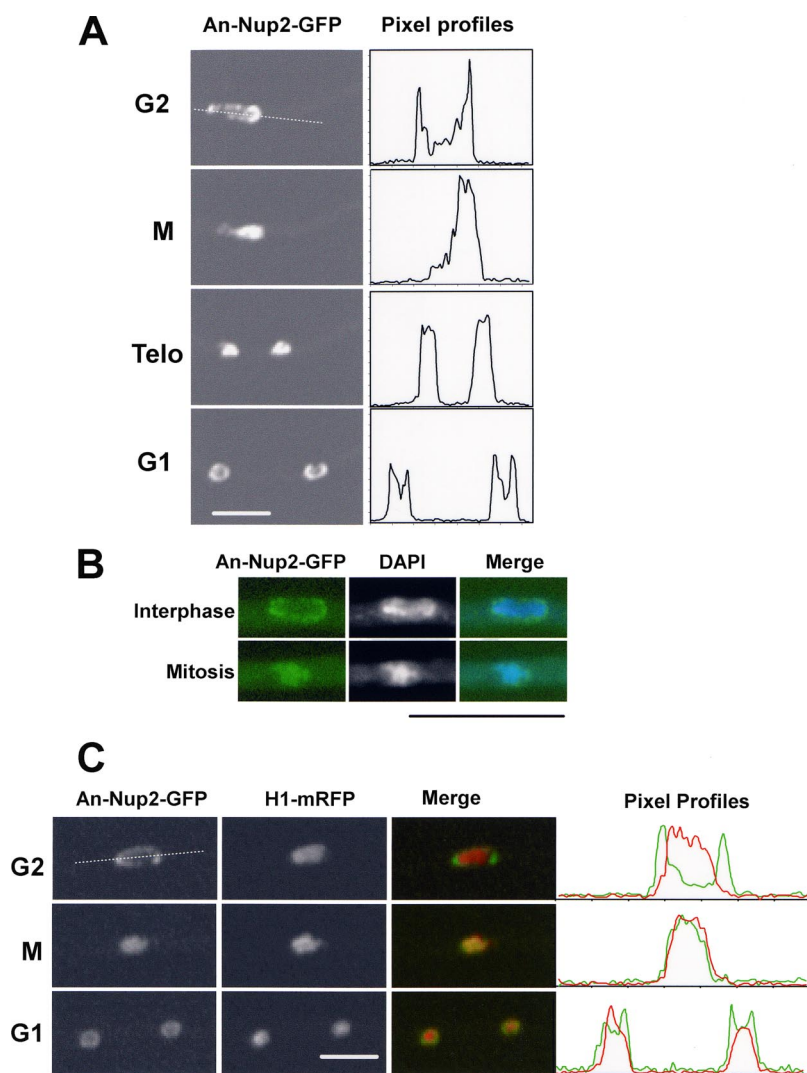 A
An-Nup2-GFP Pixel profiles
G2
M
Telo
G1
B
An-Nup2-GFP DAPI Merge
Interphase
Mitosis
C
An-Nup2-GFP H1-mRFP Merge Pixel Profiles
G2
M
G1